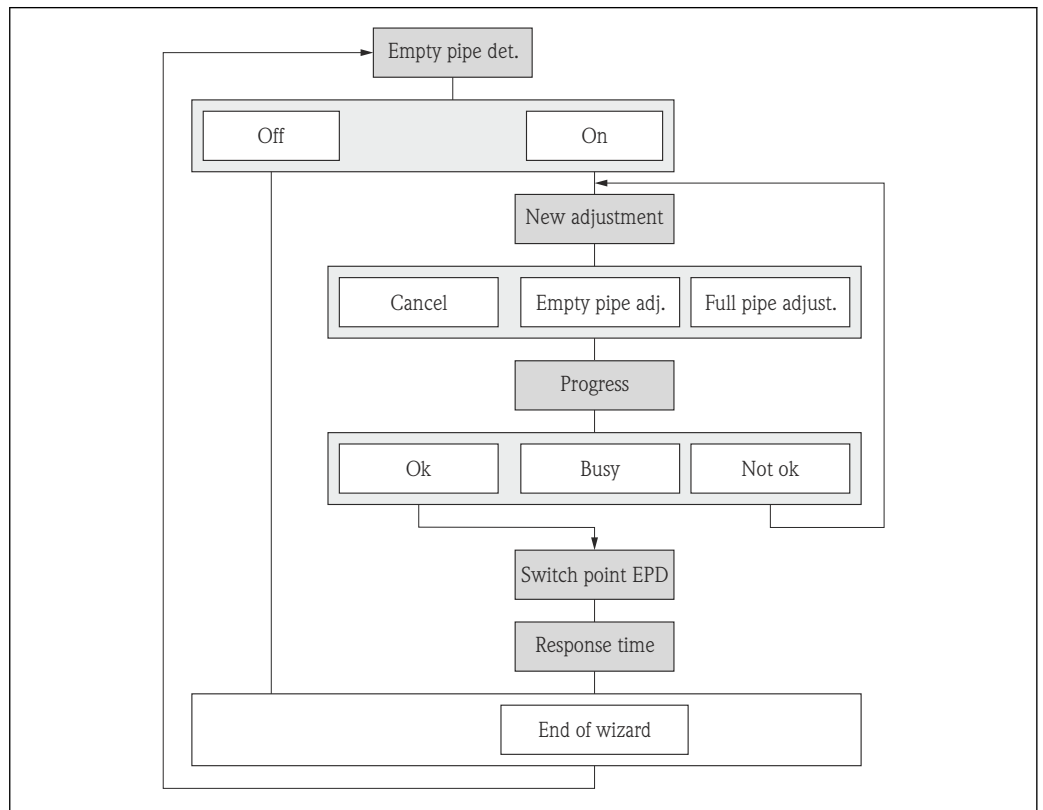 Empty pipe det.
Off
On
New adjustment
Cancel
Empty pipe adj.
Full pipe adjust.
Progress
Ok
Busy
Not ok
Switch point EPD
Response time
End of wizard